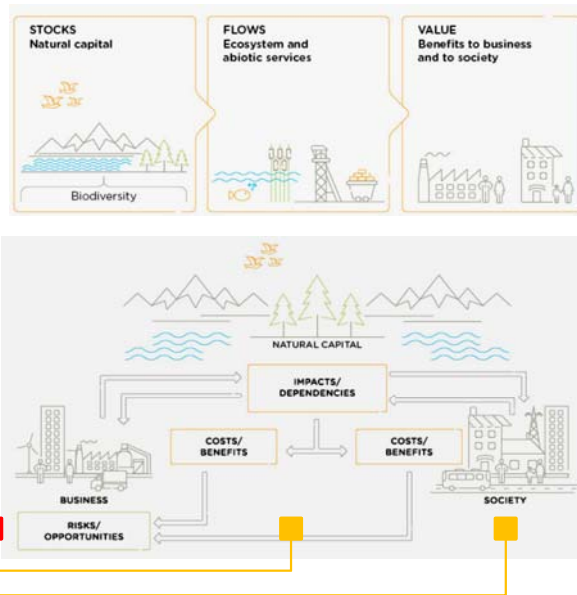 STOCKS
Natural capital
FLOWS
Ecosystem and
abiotic services
VALUE
Benefits to business
and to society
Biodiversity
NATURAL CAPITAL
IMPACTS/
DEPENDENCIES
COSTS/
BENEFITS
COSTS/
BENEFITS
BUSINESS
SOCIETY
RISKS/
OPPORTUNITIES